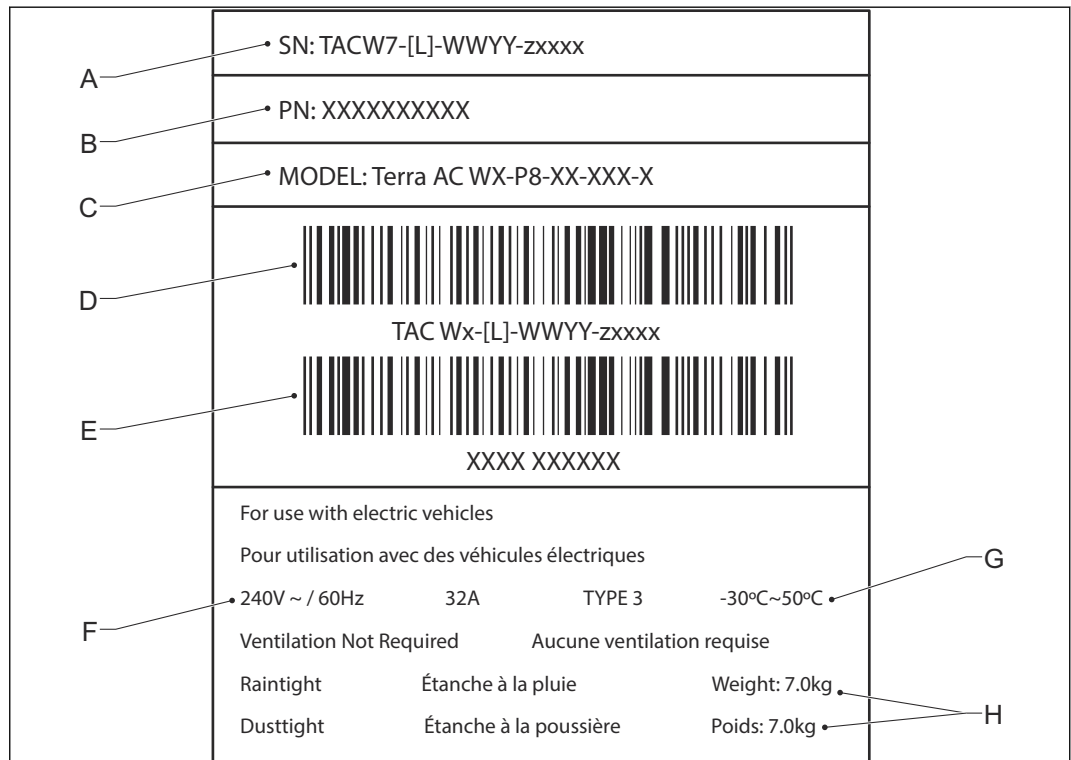 A
SN: TACW7-[L]-WWYY-zxxxx
B
PN: XXXXXXXXXX
C
MODEL: Terra AC WX-P8-XX-XXX-X
D
TAC Wx-[L]-WWYY-zxxxx
E
XXXX XXXXXX
For use with electric vehicles
Pour utilisation avec des véhicules électriques
G
F
240V ~ / 60Hz 32A TYPE 3 -30ºC~50ºC
Ventilation Not Required Aucune ventilation requise
Raintight Étanche à la pluie Weight: 7.0kg
H
Dusttight Étanche à la poussière Poids: 7.0kg